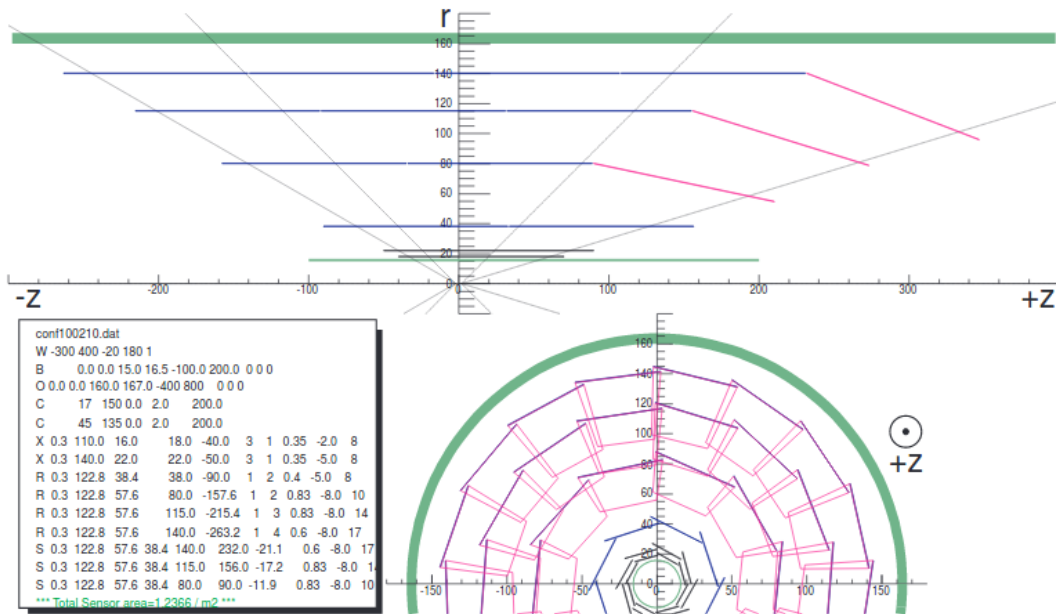 r
160
140
120
100
80
60
40
20
0
-200 -100 0 100 200 300
-Z +Z
conf100210.dat
W -300 400 -20 180 1
B 0.0 0.0 15.0 16.5 -100.0 200.0 0 0 0
O 0.0 0.0 160.0 167.0 -400 800 0 0 0
C 17 150 0.0 2.0 200.0
C 45 135 0.0 2.0 200.0
X 0.3 110.0 16.0 18.0 -40.0 3 1 0.35 -2.0 8
X 0.3 140.0 22.0 22.0 -50.0 3 1 0.35 -5.0 8
R 0.3 122.8 38.4 38.0 -90.0 1 2 0.4 -5.0 8
R 0.3 122.8 57.6 80.0 -157.6 1 2 0.83 -8.0 10
R 0.3 122.8 57.6 115.0 -215.4 1 3 0.83 -8.0 14
R 0.3 122.8 57.6 140.0 -263.2 1 4 0.6 -8.0 17
S 0.3 122.8 57.6 38.4 140.0 232.0 -21.1 0.6 -8.0 17
S 0.3 122.8 57.6 38.4 115.0 156.0 -17.2 0.83 -8.0
S 0.3 122.8 57.6 38.4 80.0 90.0 -11.9 0.83 -8.0 10
*** Total Sensor area=1.2366 / m2 ***
160
140
120
100
80
60
40
20
0
-150 -100 -50 0 50 100 150
+Z